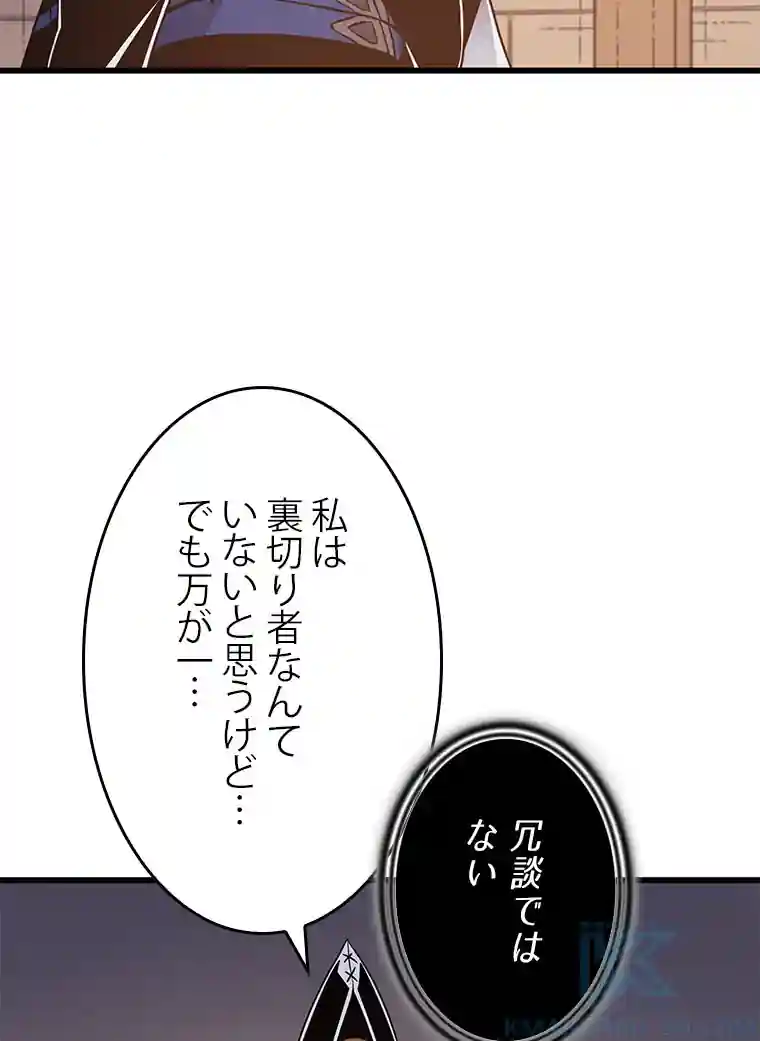 私は
裏切り者なんて
いないと思うけど…
でも万が一…
冗談では
ない